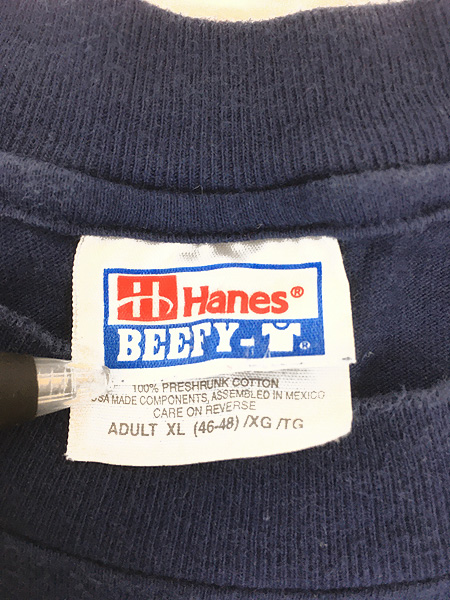 Hanes®
BEEFY-T®
100% PRESHRUNK COTTON
USA MADE COMPONENTS, ASSEMBLED IN MEXICO
CARE ON REVERSE
ADULT XL (46-48) /XG /TG